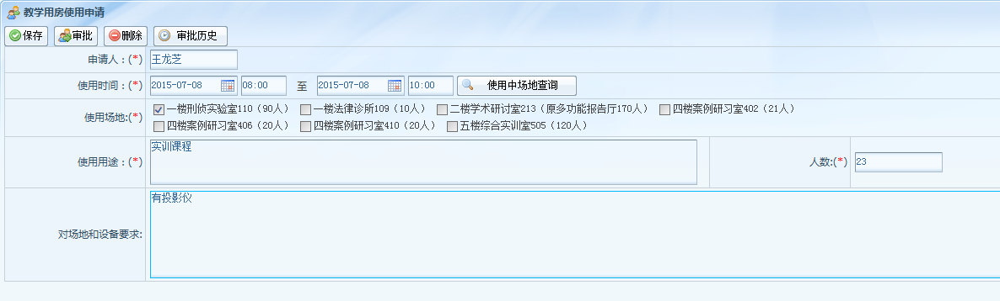 教学用房使用申请
保存 审批 删除 审批历史
申请人：(*) 王龙芝
使用时间：(*) 2015-07-08 08:00 至 2015-07-08 10:00 使用中场地查询
使用场地:(*) 一楼刑侦实验室110（90人） 一楼法律诊所109（10人） 二楼学术研讨室213（原多功能报告厅170人） 四楼案例研习室402（21人）
四楼案例研习室406（20人） 四楼案例研习室410（20人） 五楼综合实训室505（120人）
使用用途：(*) 实训课程 人数:(*) 23
对场地和设备要求: 有投影仪